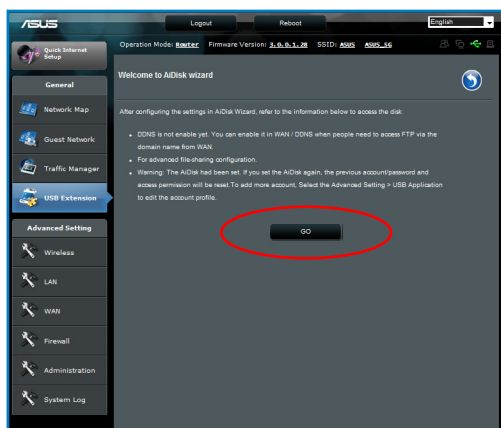 ASUS
Logout
Reboot
English
Quick Internet
Setup
Operation Mode: Router Firmware Version: 3.0.0.1.28 SSID: ASUS ASUS_5G
General
Network Map
Guest Network
Traffic Manager
USB Extension
Advanced Setting
Wireless
LAN
WAN
Firewall
Administration
System Log
Welcome to AiDisk wizard
After configuring the settings in AiDisk Wizard, refer to the information below to access the disk:
DDNS is not enable yet. You can enable it in WAN / DDNS when people need to access FTP via the
domain name from WAN.
For advanced file-sharing configuration.
Warning: The AiDisk had been set. If you set the AiDisk again, the previous account/password and
access permission will be reset.To add more account, Select the Advanced Setting > USB Application
to edit the account profile.
GO